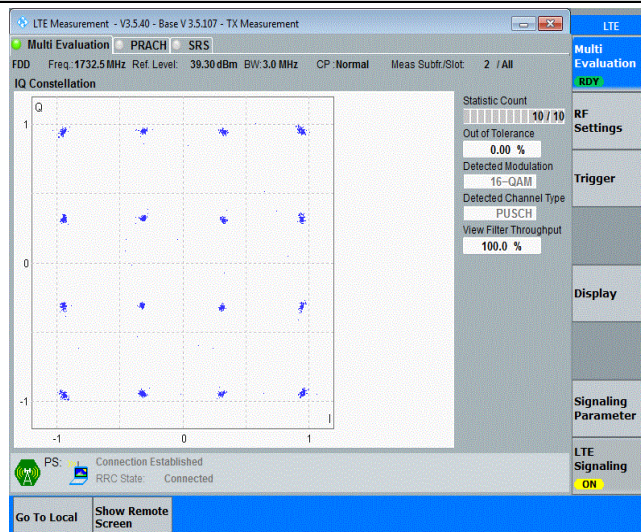 LTE Measurement - V3.5.40 - Base V 3.5.107 - TX Measurement
LTE
Multi Evaluation PRACH SRS
FDD Freq.:1732.5 MHz Ref. Level: 39.30 dBm BW:3.0 MHz CP :Normal Meas Subfr./Slot: 2 / All
IQ Constellation
Q
1
0
-1
-1
0
1
I
Statistic Count
10 / 10
Out of Tolerance
0.00 %
Detected Modulation
16-QAM
Detected Channel Type
PUSCH
View Filter Throughput
100.0 %
Multi
Evaluation
RDY
RF
Settings
Trigger
Display
Signaling
Parameter
LTE
Signaling
ON
PS: Connection Established
RRC State: Connected
Go To Local
Show Remote
Screen